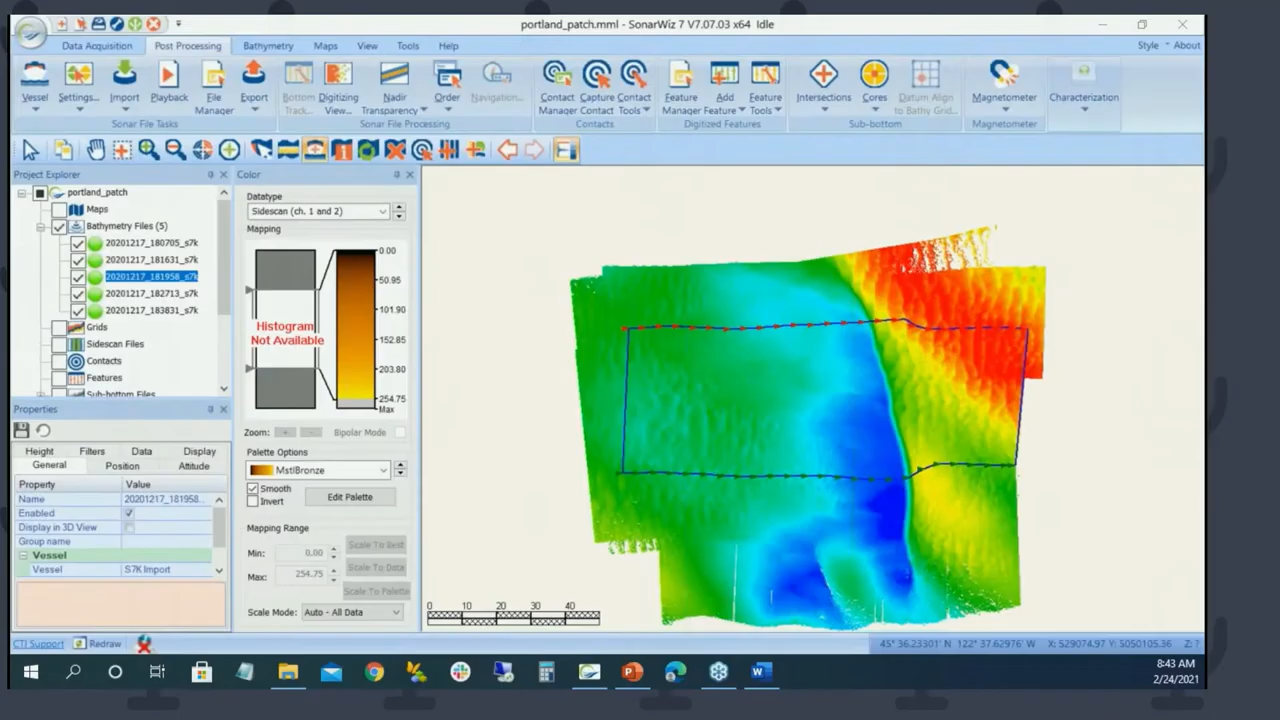 portland_patch.mml - SonarWiz 7 V7.07.03 x64 Idle
Data Acquisition Post Processing Bathymetry Maps View Tools Help Style About
Vessel Settings... Import Playback File Manager Export Bottom Track... Digitizing View... Nadir Transparency Order Navigation... Contact Manager Capture Contact Contact Tools Feature Manager Add Feature Feature Tools Intersections Cores Datum Align to Bathy Grid... Magnetometer Characterization
Sonar File Tasks Sonar File Processing Contacts Digitized Features Sub-bottom Magnetometer
Project Explorer
portland_patch
Maps
Bathymetry Files (5)
20201217_180705_s7k
20201217_181631_s7k
20201217_181958_s7k
20201217_182713_s7k
20201217_183831_s7k
Grids
Sidescan Files
Contacts
Features
Sub-bottom Files
Properties
Height Filters Data Display
General Position Attitude
Property Value
Name 20201217_181958...
Enabled
Display in 3D View
Group name
Vessel
Vessel S7K Import
Color
Datatype
Sidescan (ch. 1 and 2)
Mapping
0.00
50.95
101.90
152.85
203.80
254.75
Max
Histogram
Not Available
Zoom: + - Bipolar Mode
Palette Options
MstlBronze
Smooth
Invert
Edit Palette
Mapping Range
Min: 0.00 Scale To Best
Max: 254.75 Scale To Data
Scale To Palette
Scale Mode: Auto - All Data
0 10 20 30 40
CTI Support Redraw
45° 36.23301' N 122° 37.62976' W X: 529074.97 Y: 5050105.36 Z: ?
8:43 AM
2/24/2021